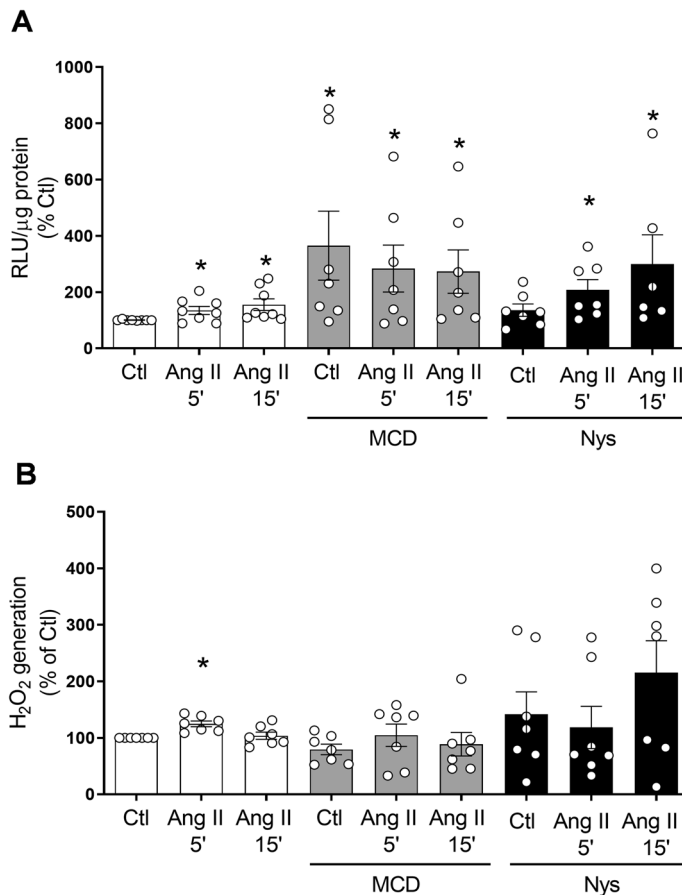 A
RLU/μg protein
(% Ctl)
1000
800
600
400
200
0
* * * * * * *
Ctl Ang II 5' Ang II 15' Ctl Ang II 5' Ang II 15' Ctl Ang II 5' Ang II 15'
MCD Nys
B
H₂O₂ generation
(% of Ctl)
500
400
300
200
100
0
*
Ctl Ang II 5' Ang II 15' Ctl Ang II 5' Ang II 15' Ctl Ang II 5' Ang II 15'
MCD Nys